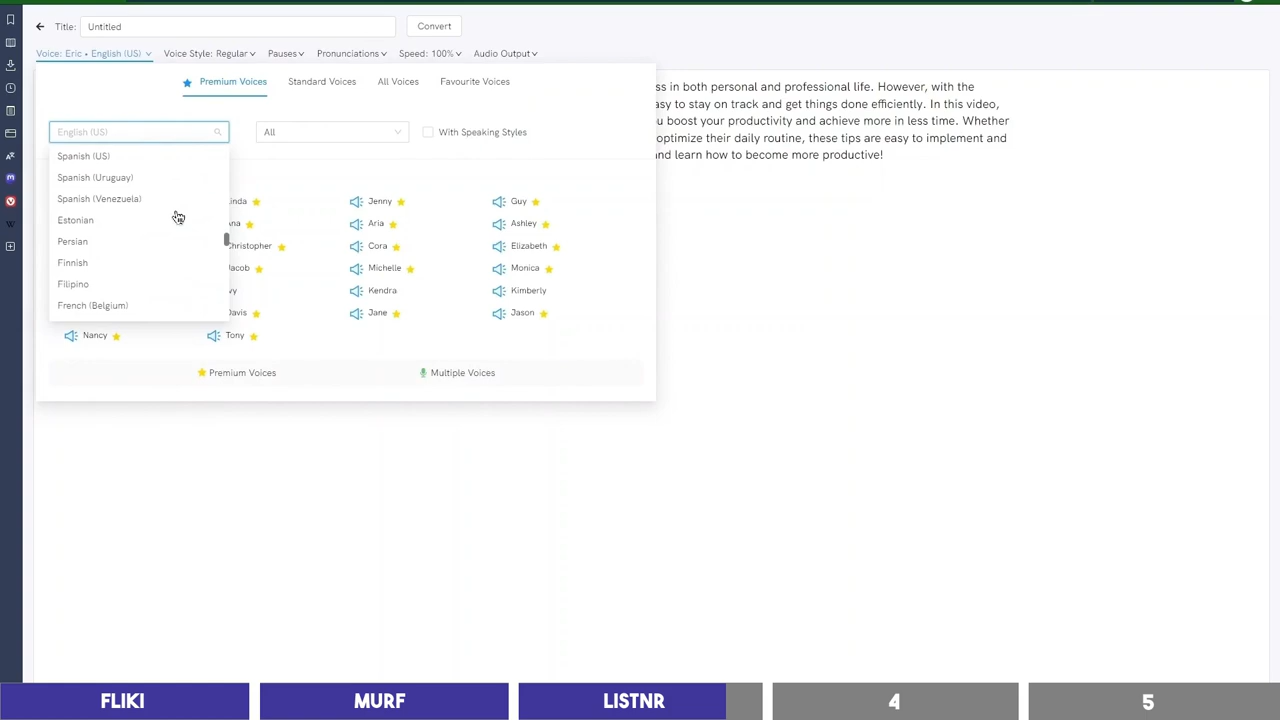 Title: Untitled Convert
Voice: Eric • English (US) Voice Style: Regular Pauses Pronunciations Speed: 100% Audio Output
Premium Voices Standard Voices All Voices Favourite Voices
ss in both personal and professional life. However, with the
asy to stay on track and get things done efficiently. In this video,
u boost your productivity and achieve more in less time. Whether
optimize their daily routine, these tips are easy to implement and
and learn how to become more productive!
English (US) All With Speaking Styles
Spanish (US)
Spanish (Uruguay)
Spanish (Venezuela)
Estonian
Persian
Finnish
Filipino
French (Belgium)
inda Jenny Guy
na Aria Ashley
Christopher Cora Elizabeth
Jacob Michelle Monica
vy Kendra Kimberly
Davis Jane Jason
Nancy Tony
Premium Voices Multiple Voices
FLIKI MURF LISTNR 4 5